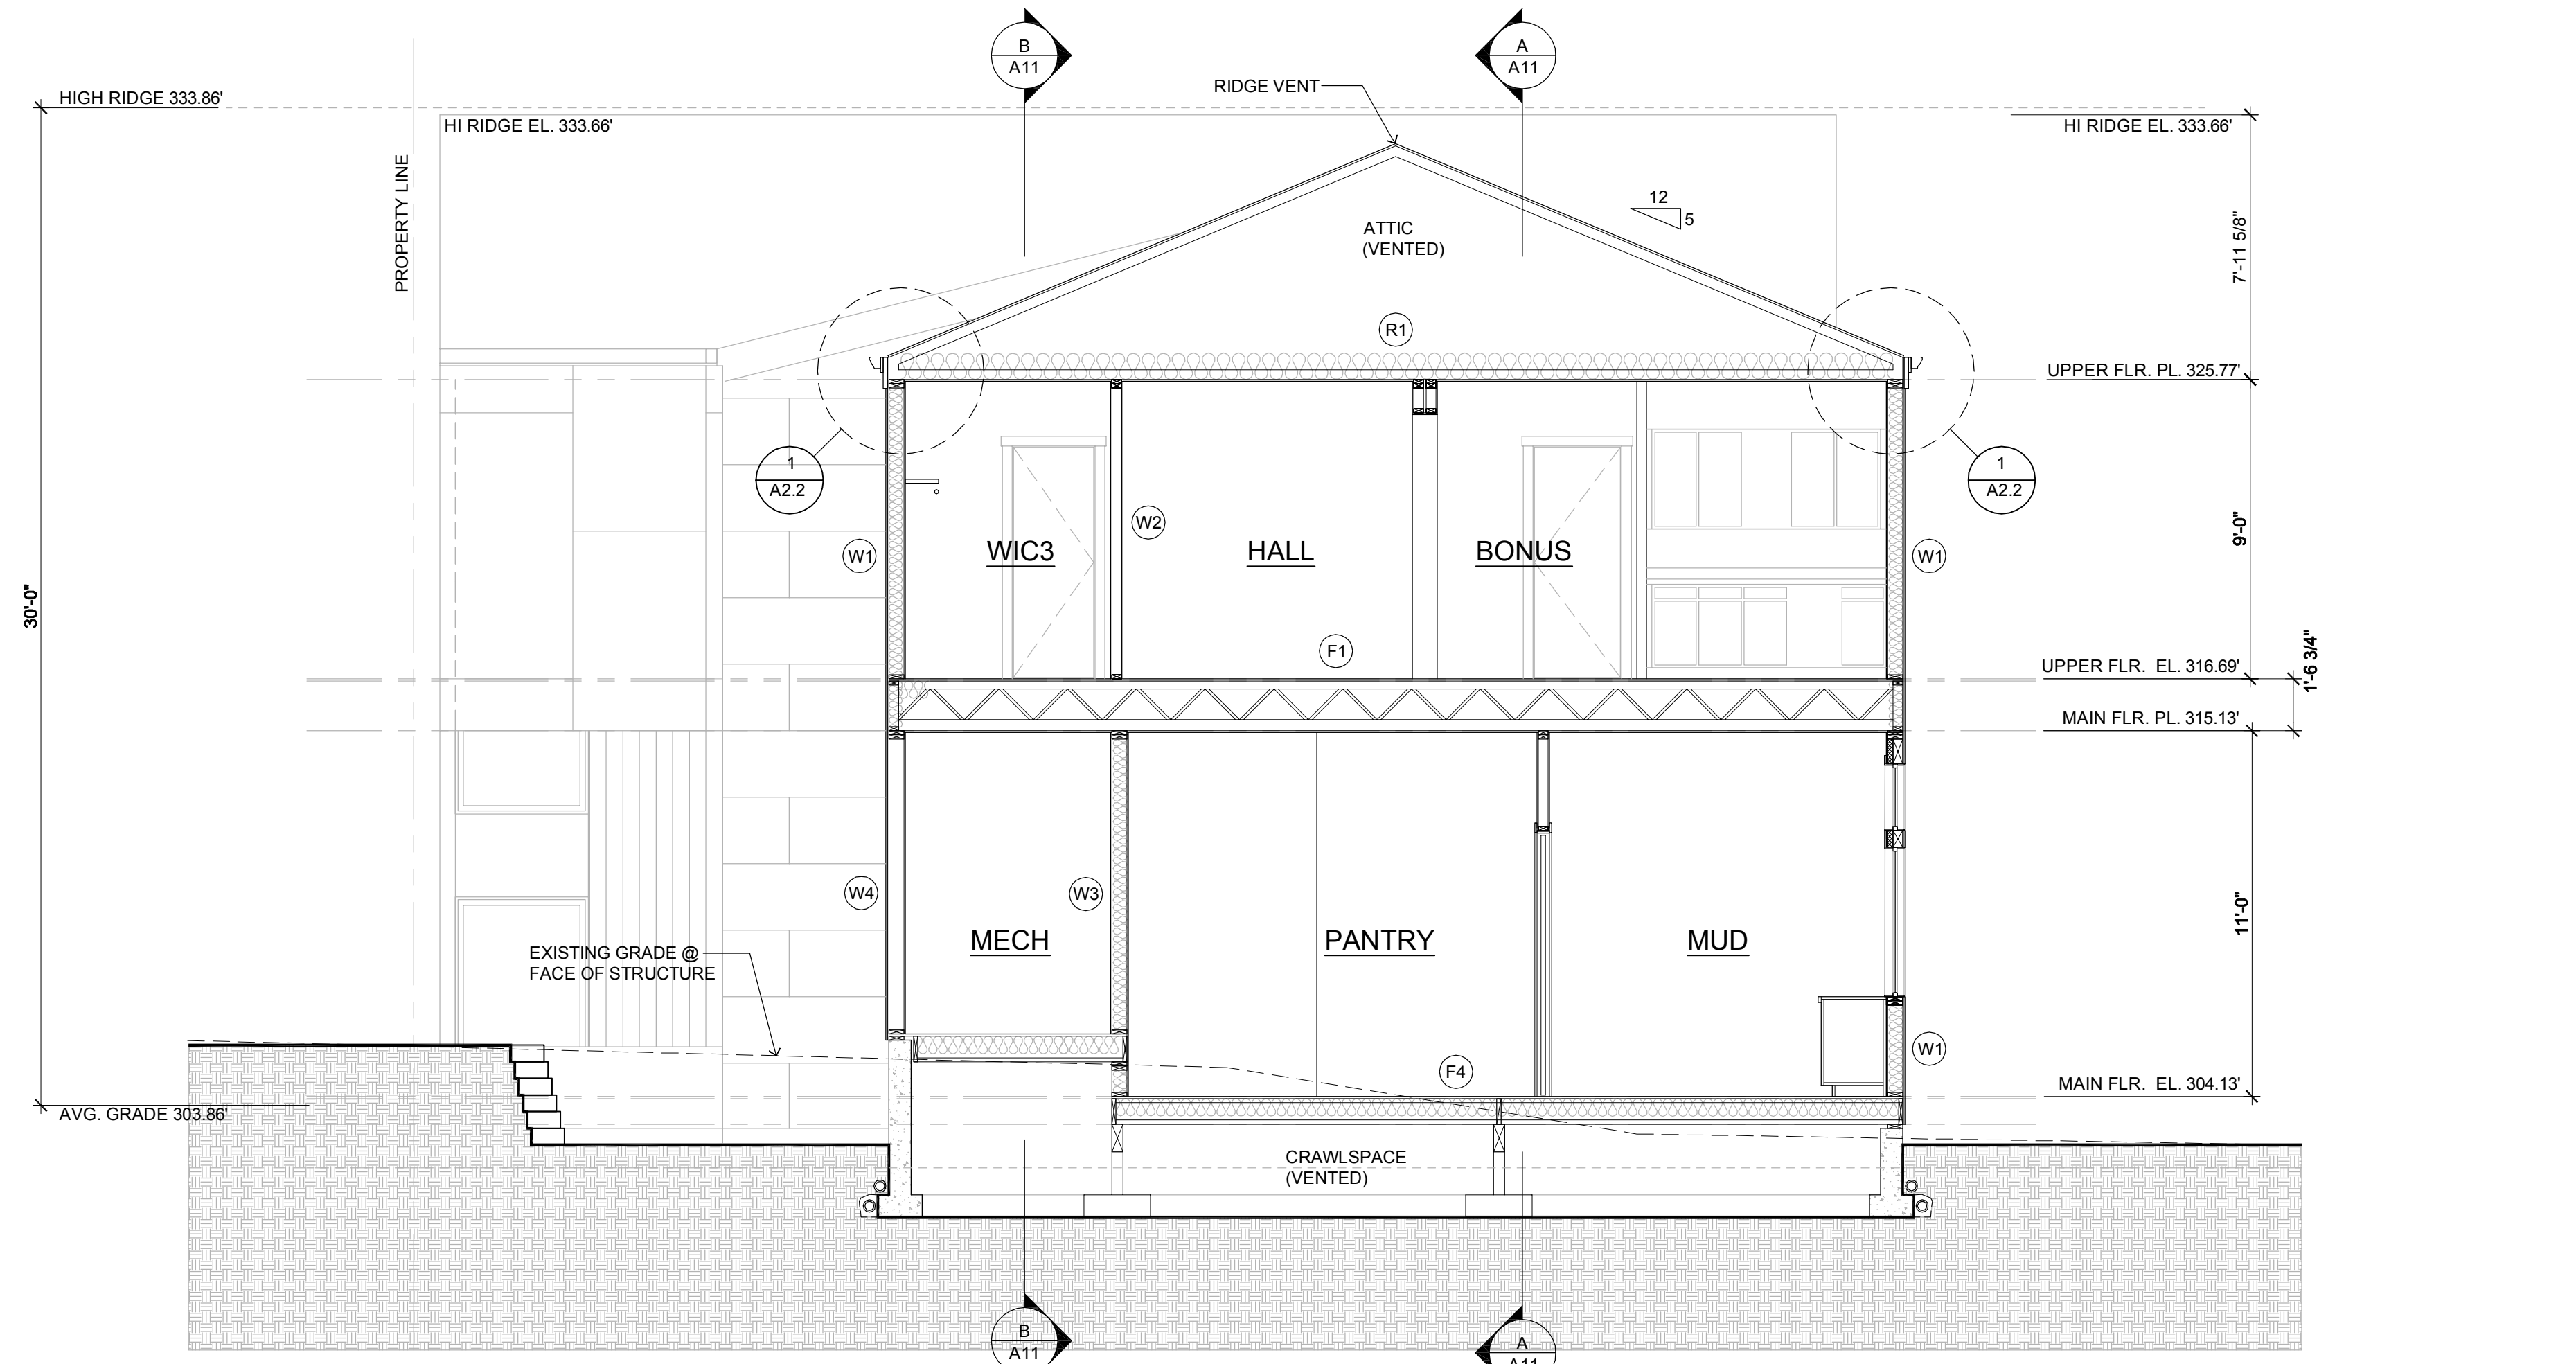 B
A11
A
A11
RIDGE VENT
HIGH RIDGE 333.86'
HI RIDGE EL. 333.66'
HI RIDGE EL. 333.66'
PROPERTY LINE
12
5
ATTIC
(VENTED)
7'-11 5/8"
R1
UPPER FLR. PL. 325.77'
1
A2.2
1
A2.2
W1
WIC3
W2
HALL
BONUS
W1
9'-0"
30'-0"
F1
UPPER FLR.  EL. 316.69'
1'-6 3/4"
MAIN FLR. PL. 315.13'
W4
W3
MECH
PANTRY
MUD
11'-0"
EXISTING GRADE @
FACE OF STRUCTURE
F4
W1
MAIN FLR.  EL. 304.13'
AVG. GRADE 303.86'
CRAWLSPACE
(VENTED)
B
A11
A
A11